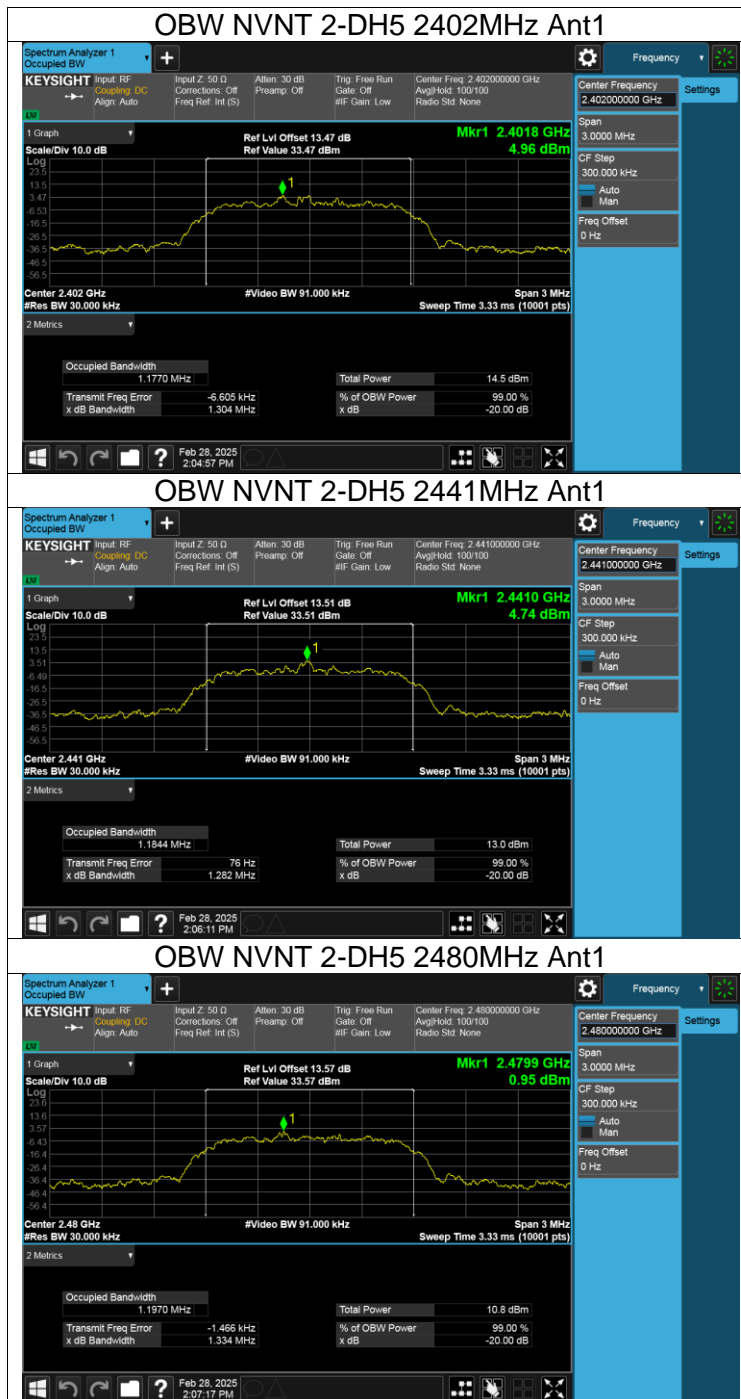 OBW NVNT 2-DH5 2402MHz Ant1
Spectrum Analyzer 1
Occupied BW
Frequency
KEYSIGHT Input: RF Input Z: 50 Ω Atten: 30 dB Trig: Free Run Center Freq: 2.402000000 GHz
Coupling: DC Corrections: Off Preamp: Off Gate: Off Avg|Hold: 100/100
Align: Auto Freq Ref: Int (S) #IF Gain: Low Radio Std: None
LXI
Center Frequency
2.402000000 GHz
Settings
Span
3.0000 MHz
CF Step
300.000 kHz
Auto
Man
Freq Offset
0 Hz
1 Graph Ref Lvl Offset 13.47 dB Mkr1 2.4018 GHz
Scale/Div 10.0 dB Ref Value 33.47 dBm 4.96 dBm
Log
23.5
13.5
3.47
-6.53
-16.5
-26.5
-36.5
-46.5
-56.5
1
Center 2.402 GHz #Video BW 91.000 kHz Span 3 MHz
#Res BW 30.000 kHz Sweep Time 3.33 ms (10001 pts)
2 Metrics
Occupied Bandwidth
1.1770 MHz Total Power 14.5 dBm
Transmit Freq Error -6.605 kHz % of OBW Power 99.00 %
x dB Bandwidth 1.304 MHz x dB -20.00 dB
Feb 28, 2025
2:04:57 PM
OBW NVNT 2-DH5 2441MHz Ant1
Spectrum Analyzer 1
Occupied BW
Frequency
KEYSIGHT Input: RF Input Z: 50 Ω Atten: 30 dB Trig: Free Run Center Freq: 2.441000000 GHz
Coupling: DC Corrections: Off Preamp: Off Gate: Off Avg|Hold: 100/100
Align: Auto Freq Ref: Int (S) #IF Gain: Low Radio Std: None
LXI
Center Frequency
2.441000000 GHz
Settings
Span
3.0000 MHz
CF Step
300.000 kHz
Auto
Man
Freq Offset
0 Hz
1 Graph Ref Lvl Offset 13.51 dB Mkr1 2.4410 GHz
Scale/Div 10.0 dB Ref Value 33.51 dBm 4.74 dBm
Log
23.5
13.5
3.51
-6.49
-16.5
-26.5
-36.5
-46.5
-56.5
1
Center 2.441 GHz #Video BW 91.000 kHz Span 3 MHz
#Res BW 30.000 kHz Sweep Time 3.33 ms (10001 pts)
2 Metrics
Occupied Bandwidth
1.1844 MHz Total Power 13.0 dBm
Transmit Freq Error 76 Hz % of OBW Power 99.00 %
x dB Bandwidth 1.282 MHz x dB -20.00 dB
Feb 28, 2025
2:06:11 PM
OBW NVNT 2-DH5 2480MHz Ant1
Spectrum Analyzer 1
Occupied BW
Frequency
KEYSIGHT Input: RF Input Z: 50 Ω Atten: 30 dB Trig: Free Run Center Freq: 2.480000000 GHz
Coupling: DC Corrections: Off Preamp: Off Gate: Off Avg|Hold: 100/100
Align: Auto Freq Ref: Int (S) #IF Gain: Low Radio Std: None
LXI
Center Frequency
2.480000000 GHz
Settings
Span
3.0000 MHz
CF Step
300.000 kHz
Auto
Man
Freq Offset
0 Hz
1 Graph Ref Lvl Offset 13.57 dB Mkr1 2.4799 GHz
Scale/Div 10.0 dB Ref Value 33.57 dBm 0.95 dBm
Log
23.6
13.6
3.57
-6.43
-16.4
-26.4
-36.4
-46.4
-56.4
1
Center 2.48 GHz #Video BW 91.000 kHz Span 3 MHz
#Res BW 30.000 kHz Sweep Time 3.33 ms (10001 pts)
2 Metrics
Occupied Bandwidth
1.1970 MHz Total Power 10.8 dBm
Transmit Freq Error -1.466 kHz % of OBW Power 99.00 %
x dB Bandwidth 1.334 MHz x dB -20.00 dB
Feb 28, 2025
2:07:17 PM